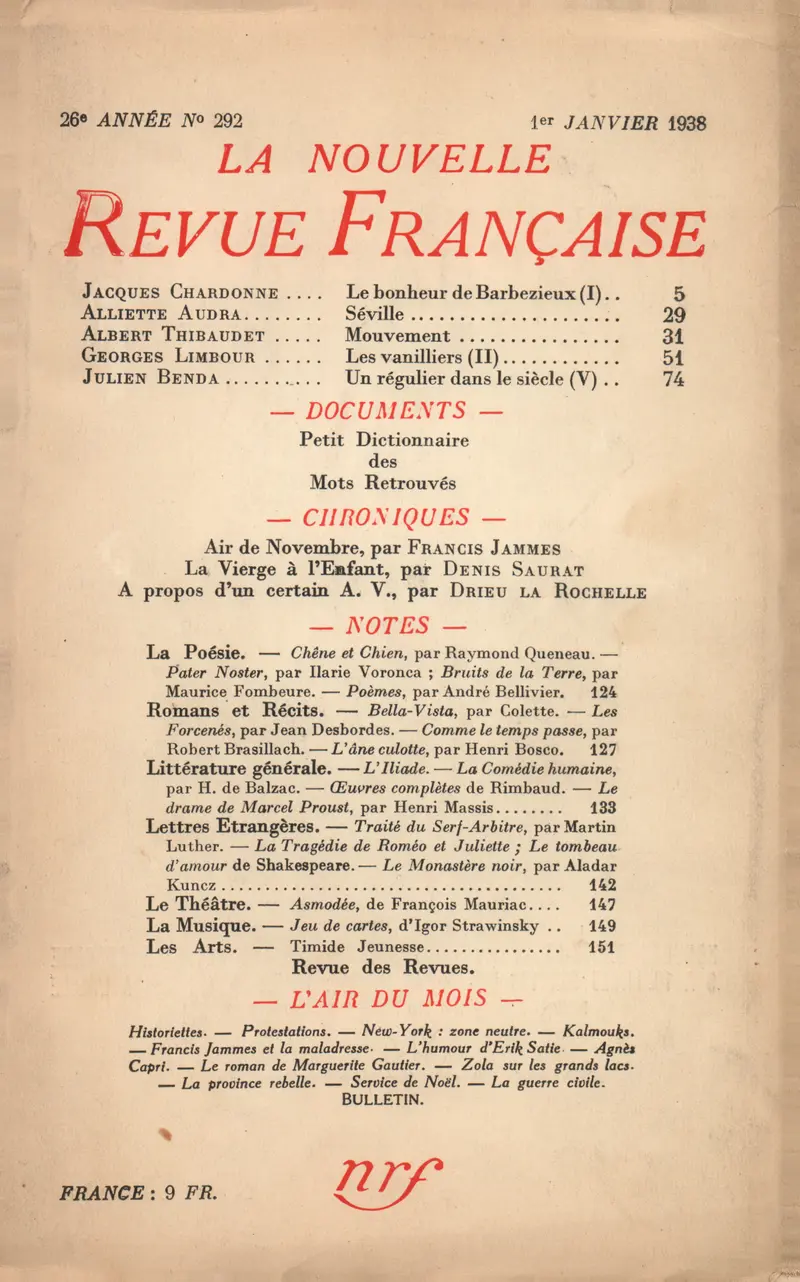 26e ANNÉE No 292
1er JANVIER 1938
LA NOUVELLE
REVUE FRANÇAISE
JACQUES CHARDONNE .... Le bonheur de Barbezieux (I).. 5
ALLIETTE AUDRA........ Séville ..................... 29
ALBERT THIBAUDET ..... Mouvement ................ 31
GEORGES LIMBOUR ...... Les vanilliers (II)............ 51
JULIEN BENDA ........... Un régulier dans le siècle (V) .. 74
— DOCUMENTS —
Petit Dictionnaire
des
Mots Retrouvés
— CHRONIQUES —
Air de Novembre, par FRANCIS JAMMES
La Vierge à l'Enfant, par DENIS SAURAT
A propos d'un certain A. V., par DRIEU LA ROCHELLE
— NOTES —
La Poésie. — Chêne et Chien, par Raymond Queneau. —
Pater Noster, par Ilarie Voronca ; Bruits de la Terre, par
Maurice Fombeure. — Poèmes, par André Bellivier. 124
Romans et Récits. — Bella-Vista, par Colette. — Les
Forcenés, par Jean Desbordes. — Comme le temps passe, par
Robert Brasillach. — L'âne culotte, par Henri Bosco. 127
Littérature générale. — L'Iliade. — La Comédie humaine,
par H. de Balzac. — Œuvres complètes de Rimbaud. — Le
drame de Marcel Proust, par Henri Massis........ 133
Lettres Etrangères. — Traité du Serf-Arbitre, par Martin
Luther. — La Tragédie de Roméo et Juliette ; Le tombeau
d'amour de Shakespeare. — Le Monastère noir, par Aladar
Kuncz ...................................... 142
Le Théâtre. — Asmodée, de François Mauriac.... 147
La Musique. — Jeu de cartes, d'Igor Strawinsky .. 149
Les Arts. — Timide Jeunesse................ 151
Revue des Revues.
— L'AIR DU MOIS —
Historiettes. — Protestations. — New-York : zone neutre. — Kalmouks.
— Francis Jammes et la maladresse. — L'humour d'Erik Satie. — Agnès
Capri. — Le roman de Marguerite Gautier. — Zola sur les grands lacs.
— La province rebelle. — Service de Noël. — La guerre civile.
BULLETIN.
nrf
FRANCE : 9 FR.